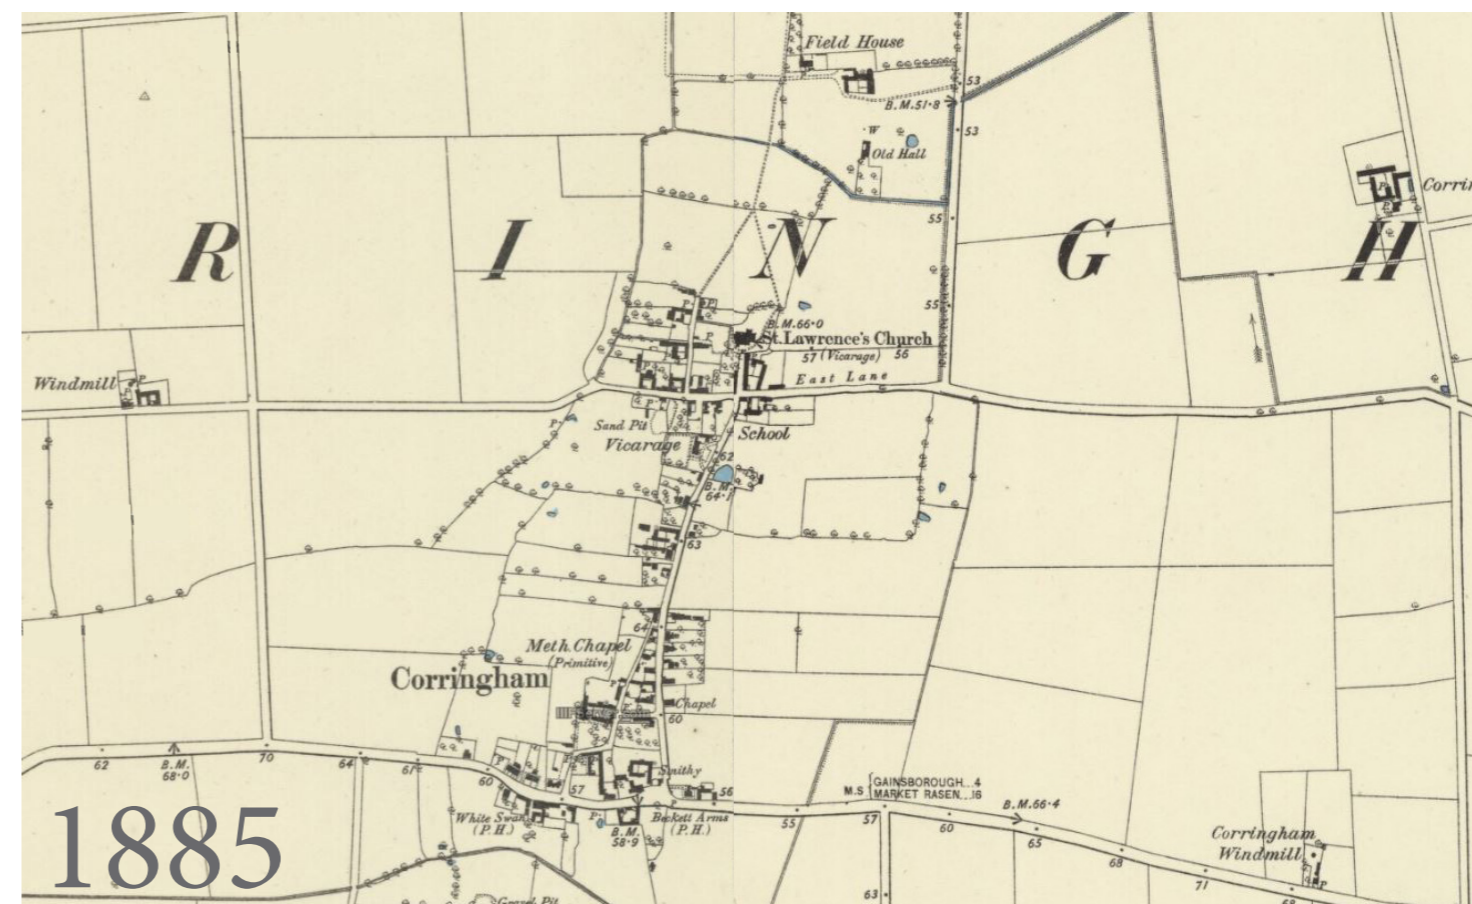 Field House
53
B.M.51·8
53
W
Old Hall
Corrin
P
P
55
R I N G H
55
P
P
B.M.66·0
St. Lawrence's Church
57 (Vicarage) 56
East Lane
Windmill
P
P
P
Sand Pit
School
Vicarage
62
B.M.
64·1
63
64
Meth. Chapel
(Primitive)
Corringham
P
Chapel
60
62
B.M.
68·0
70
64
61
60
P
57
Smithy
56
White Swan
(P.H.)
P
B.M.
58·9
Beckett Arms
(P.H.)
55
M.S
GAINSBOROUGH...4
MARKET RASEN...16
57
B.M.66·4
60
65
68
71
Corringham
Windmill
P
63
Gravel Pit
1885